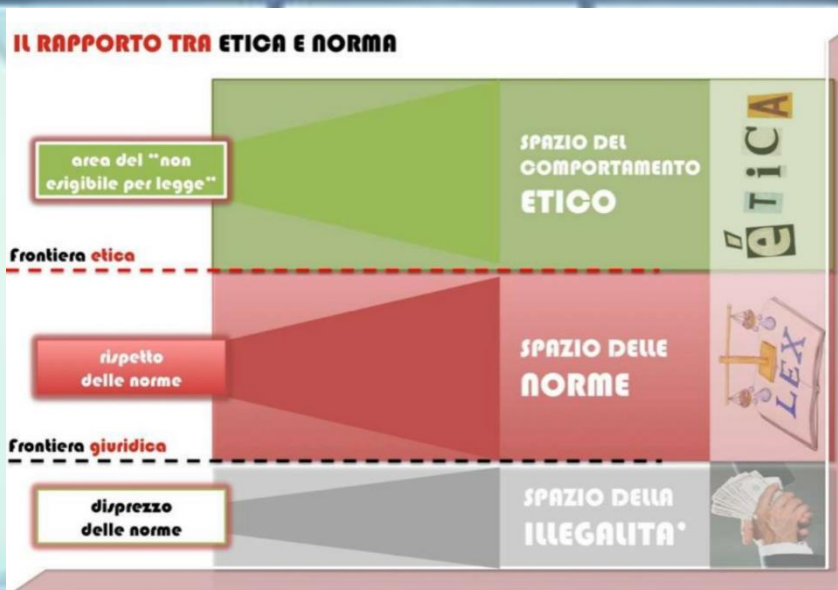 IL RAPPORTO TRA ETICA E NORMA
area del "non
esigibile per legge"
SPAZIO DEL
COMPORTAMENTO
ETICO
éTiCA
Frontiera etica
rispetto
delle norme
SPAZIO DELLE
NORME
LEX
Frontiera giuridica
disprezzo
delle norme
SPAZIO DELLA
ILLEGALITA'